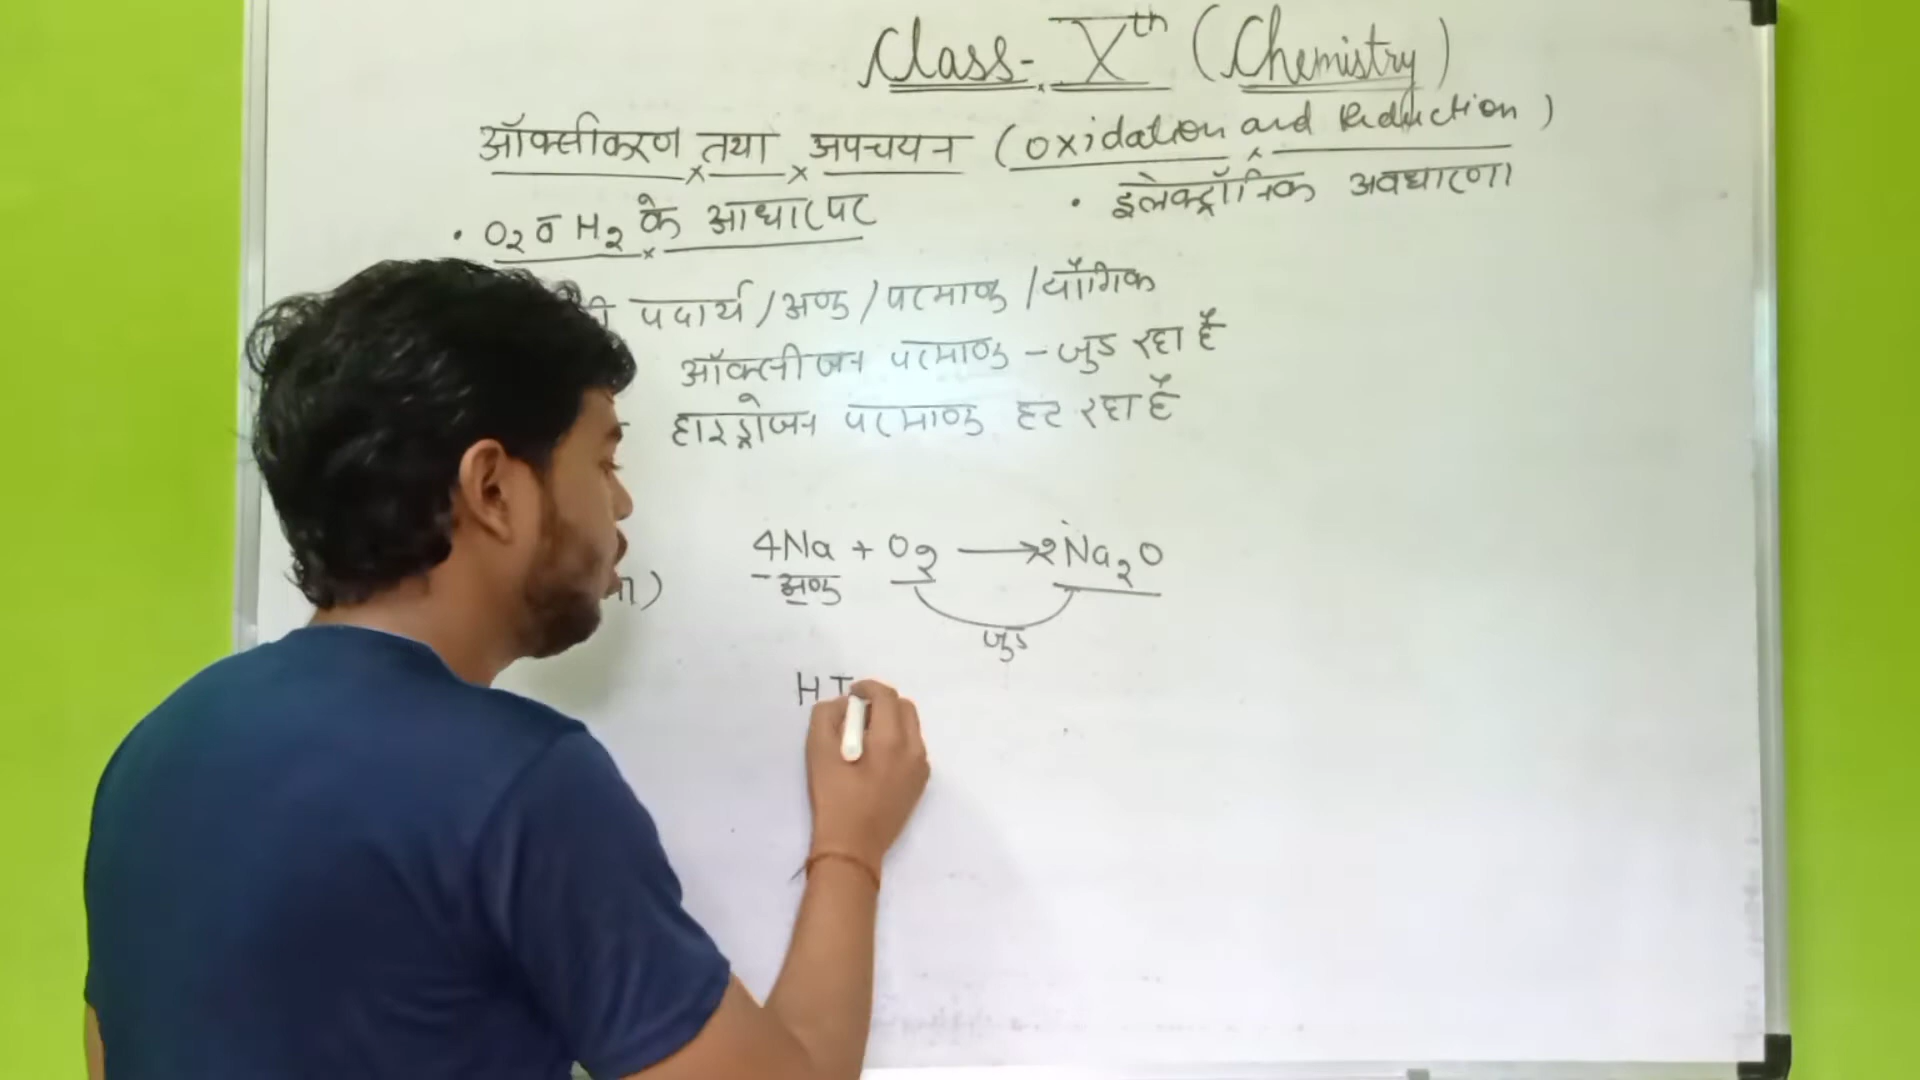 Class - Xth (Chemistry)
ऑक्सीकरण तथा अपचयन (oxidation and Reduction)
• O2 व H2 के आधार पर
• इलेक्ट्रॉनिक अवधारणा
पदार्थ / अणु / परमाणु / यौगिक
ऑक्सीजन परमाणु - जुड रहा है
हाइड्रोजन परमाणु हट रहा है
4Na + O2 → 2Na2O
अणु
जुड
H I